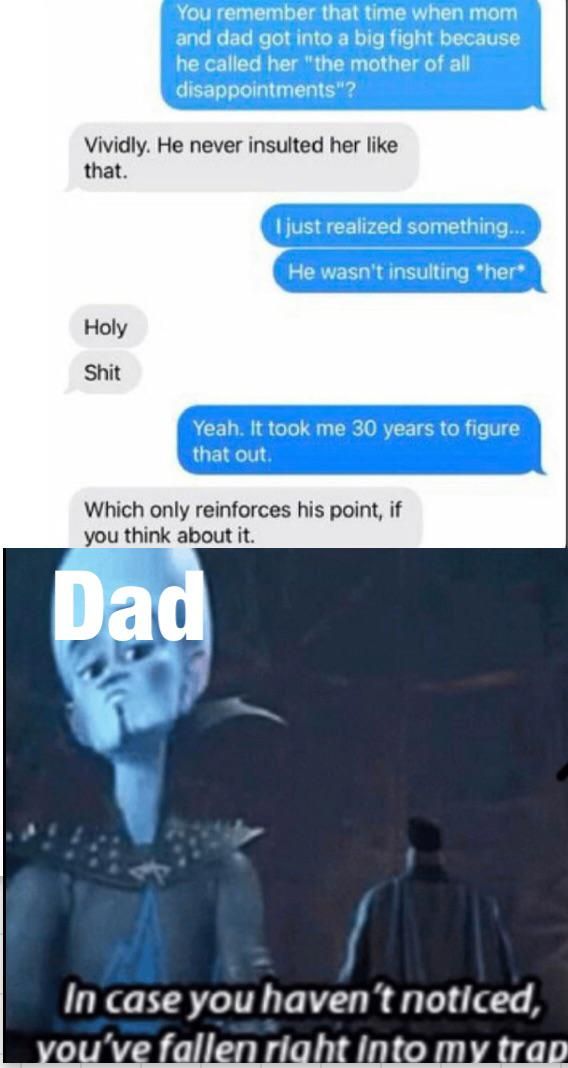 You remember that time when mom
and dad got into a big fight because
he called her "the mother of all
disappointments"?
Vividly. He never insulted her like
that.
I just realized something...
He wasn't insulting *her*
Holy
Shit
Yeah. It took me 30 years to figure
that out.
Which only reinforces his point, if
you think about it.
Dad
In case you haven't noticed,
you've fallen right into my trap